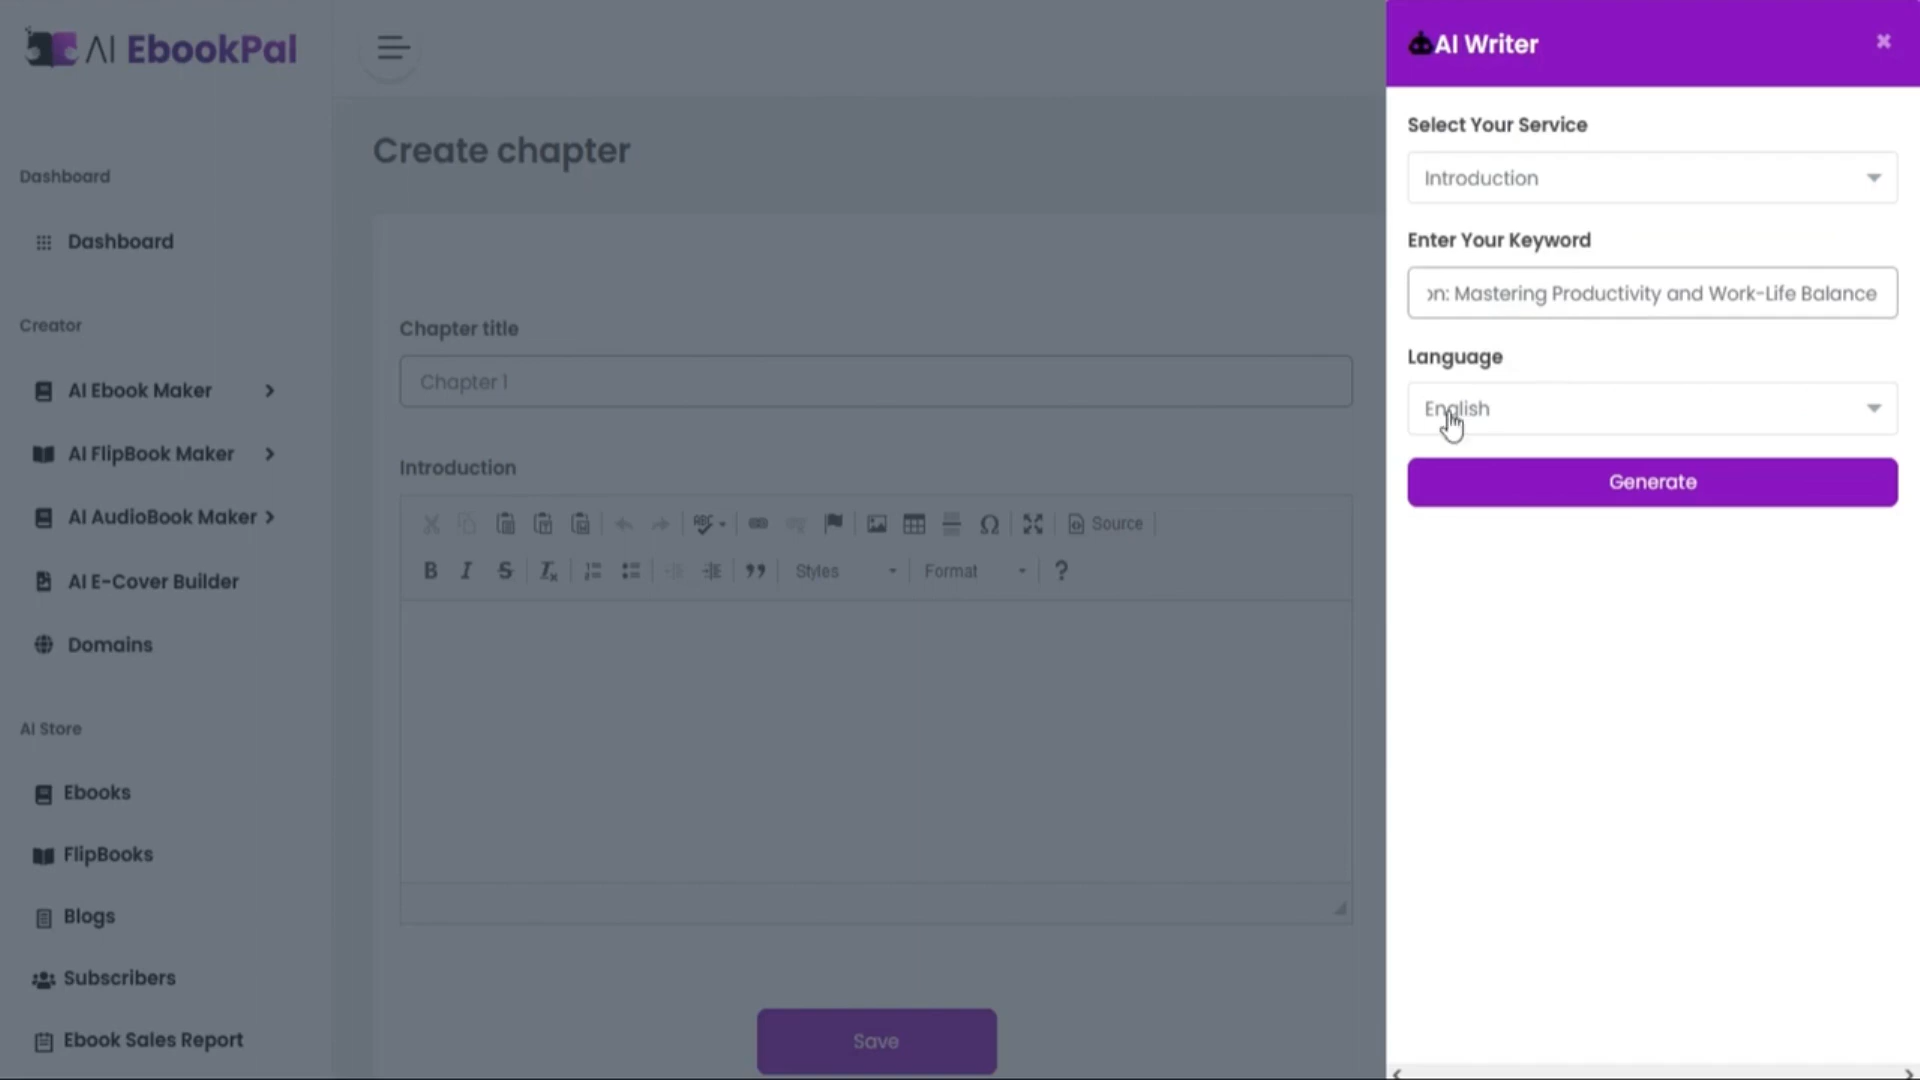 AI EbookPal
Dashboard
Dashboard
Creator
AI Ebook Maker
AI FlipBook Maker
AI AudioBook Maker
AI E-Cover Builder
Domains
AI Store
Ebooks
FlipBooks
Blogs
Subscribers
Ebook Sales Report
Create chapter
Chapter title
Chapter 1
Introduction
ABC
Source
B I S Tx Styles Format ?
Save
AI Writer
Select Your Service
Introduction
Enter Your Keyword
on: Mastering Productivity and Work-Life Balance
Language
English
Generate